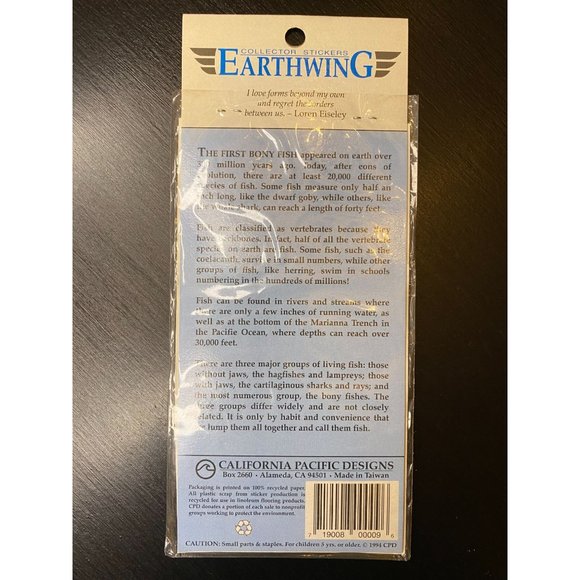 COLLECTOR STICKERS
EARTHWING
I love forms beyond my own
and regret the borders
between us. – Loren Eiseley
THE FIRST BONY FISH appeared on earth over
million years ago. Today, after eons of
evolution, there are at least 20,000 different
species of fish. Some fish measure only half an
inch long, like the dwarf goby, while others, like
the whale shark, can reach a length of forty feet.
Fish are classified as vertebrates because they
have backbones. In fact, half of all the vertebrate
species on earth are fish. Some fish, such as the
coelacanth, survive in small numbers, while other
groups of fish, like herring, swim in schools
numbering in the hundreds of millions!
Fish can be found in rivers and streams where
there are only a few inches of running water, as
well as at the bottom of the Marianna Trench in
the Pacific Ocean, where depths can reach over
30,000 feet.
There are three major groups of living fish: those
without jaws, the hagfishes and lampreys; those
with jaws, the cartilaginous sharks and rays; and
the most numerous group, the bony fishes. The
three groups differ widely and are not closely
related. It is only by habit and convenience that
we lump them all together and call them fish.
CALIFORNIA PACIFIC DESIGNS
Box 2660 • Alameda, CA 94501 • Made in Taiwan
Packaging is printed on 100% recycled paper.
All plastic scrap from sticker production is
recycled for use in linoleum flooring products.
CPD donates a portion of each sale to nonprofit
groups working to protect the environment.
7 19008 00009 6
CAUTION: Small parts & staples. For children 3 yrs. or older. © 1994 CPD